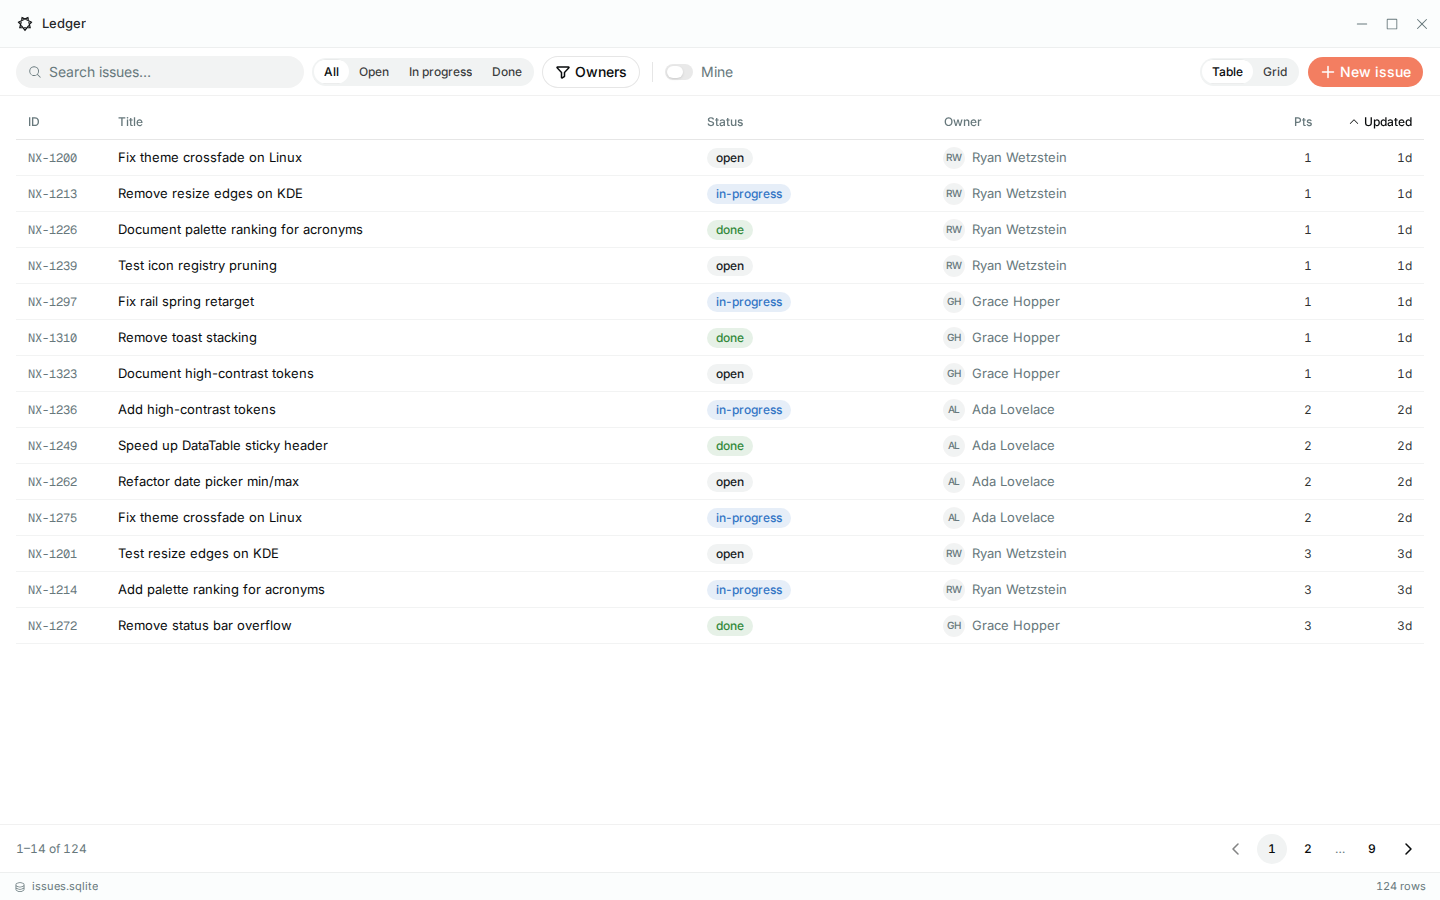 Ledger
Search issues...
All Open In progress Done Owners Mine Table Grid New issue
ID Title Status Owner Pts Updated
NX-1200 Fix theme crossfade on Linux open RW Ryan Wetzstein 1 1d
NX-1213 Remove resize edges on KDE in-progress RW Ryan Wetzstein 1 1d
NX-1226 Document palette ranking for acronyms done RW Ryan Wetzstein 1 1d
NX-1239 Test icon registry pruning open RW Ryan Wetzstein 1 1d
NX-1297 Fix rail spring retarget in-progress GH Grace Hopper 1 1d
NX-1310 Remove toast stacking done GH Grace Hopper 1 1d
NX-1323 Document high-contrast tokens open GH Grace Hopper 1 1d
NX-1236 Add high-contrast tokens in-progress AL Ada Lovelace 2 2d
NX-1249 Speed up DataTable sticky header done AL Ada Lovelace 2 2d
NX-1262 Refactor date picker min/max open AL Ada Lovelace 2 2d
NX-1275 Fix theme crossfade on Linux in-progress AL Ada Lovelace 2 2d
NX-1201 Test resize edges on KDE open RW Ryan Wetzstein 3 3d
NX-1214 Add palette ranking for acronyms in-progress RW Ryan Wetzstein 3 3d
NX-1272 Remove status bar overflow done GH Grace Hopper 3 3d
1–14 of 124 1 2 ... 9
issues.sqlite 124 rows